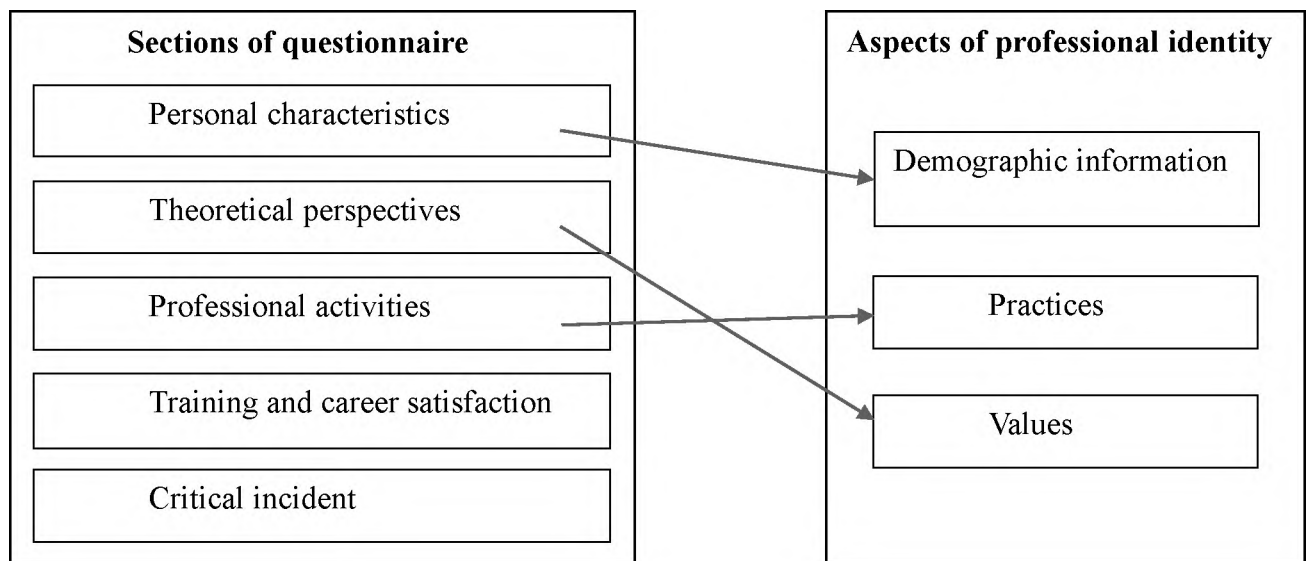 Sections of questionnaire
Personal characteristics
Theoretical perspectives
Professional activities
Training and career satisfaction
Critical incident
Aspects of professional identity
Demographic information
Practices
Values